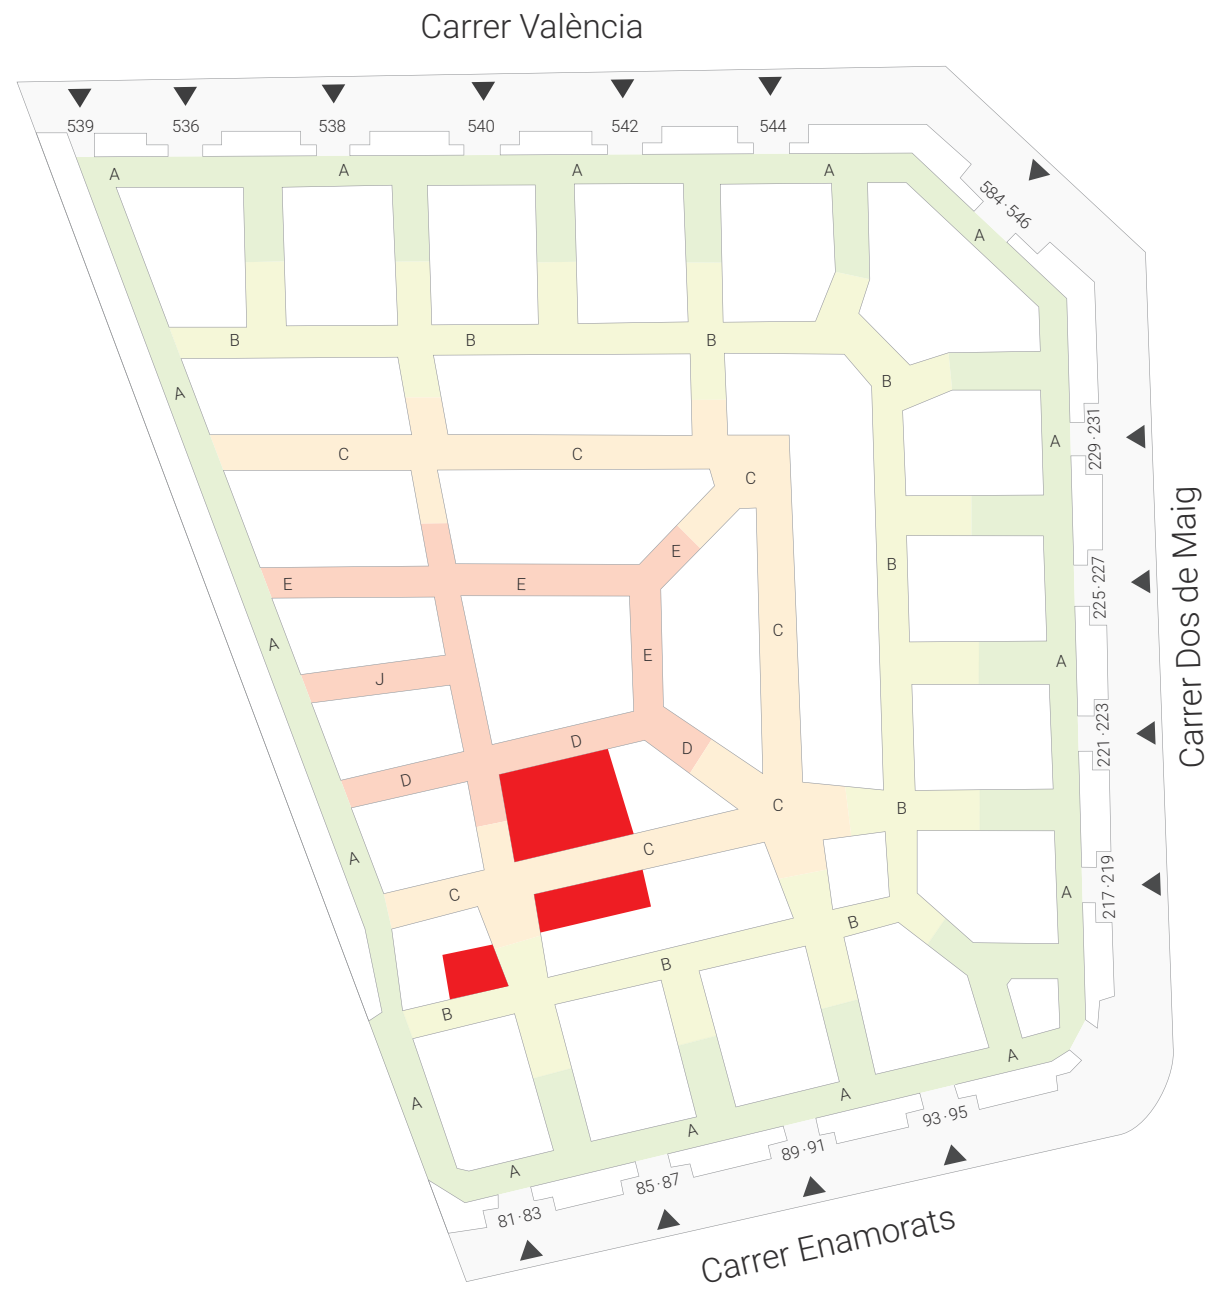 Carrer València
539 536 538 540 542 544
584·546
A A A A
A
B B B
B
A
A
229·231
C C C
E
E E
B
225·227
Carrer Dos de Maig
A
E
C
A
J
D
D
D
221·223
C
B
A
C
C
217·219
A
B
B
B
A
A
A
A
A
93·95
89·91
85·87
81·83
Carrer Enamorats